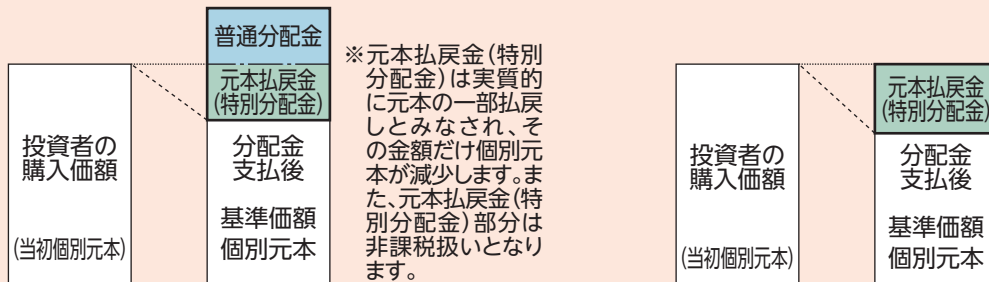 普通分配金
元本払戻金
(特別分配金)
投資者の
購入価額
(当初個別元本)
分配金
支払後
基準価額
個別元本
※元本払戻金(特別
分配金)は実質的
に元本の一部払戻
しとみなされ、そ
の金額だけ個別元
本が減少します。ま
た、元本払戻金(特
別分配金)部分は
非課税扱いとなり
ます。
投資者の
購入価額
(当初個別元本)
元本払戻金
(特別分配金)
分配金
支払後
基準価額
個別元本